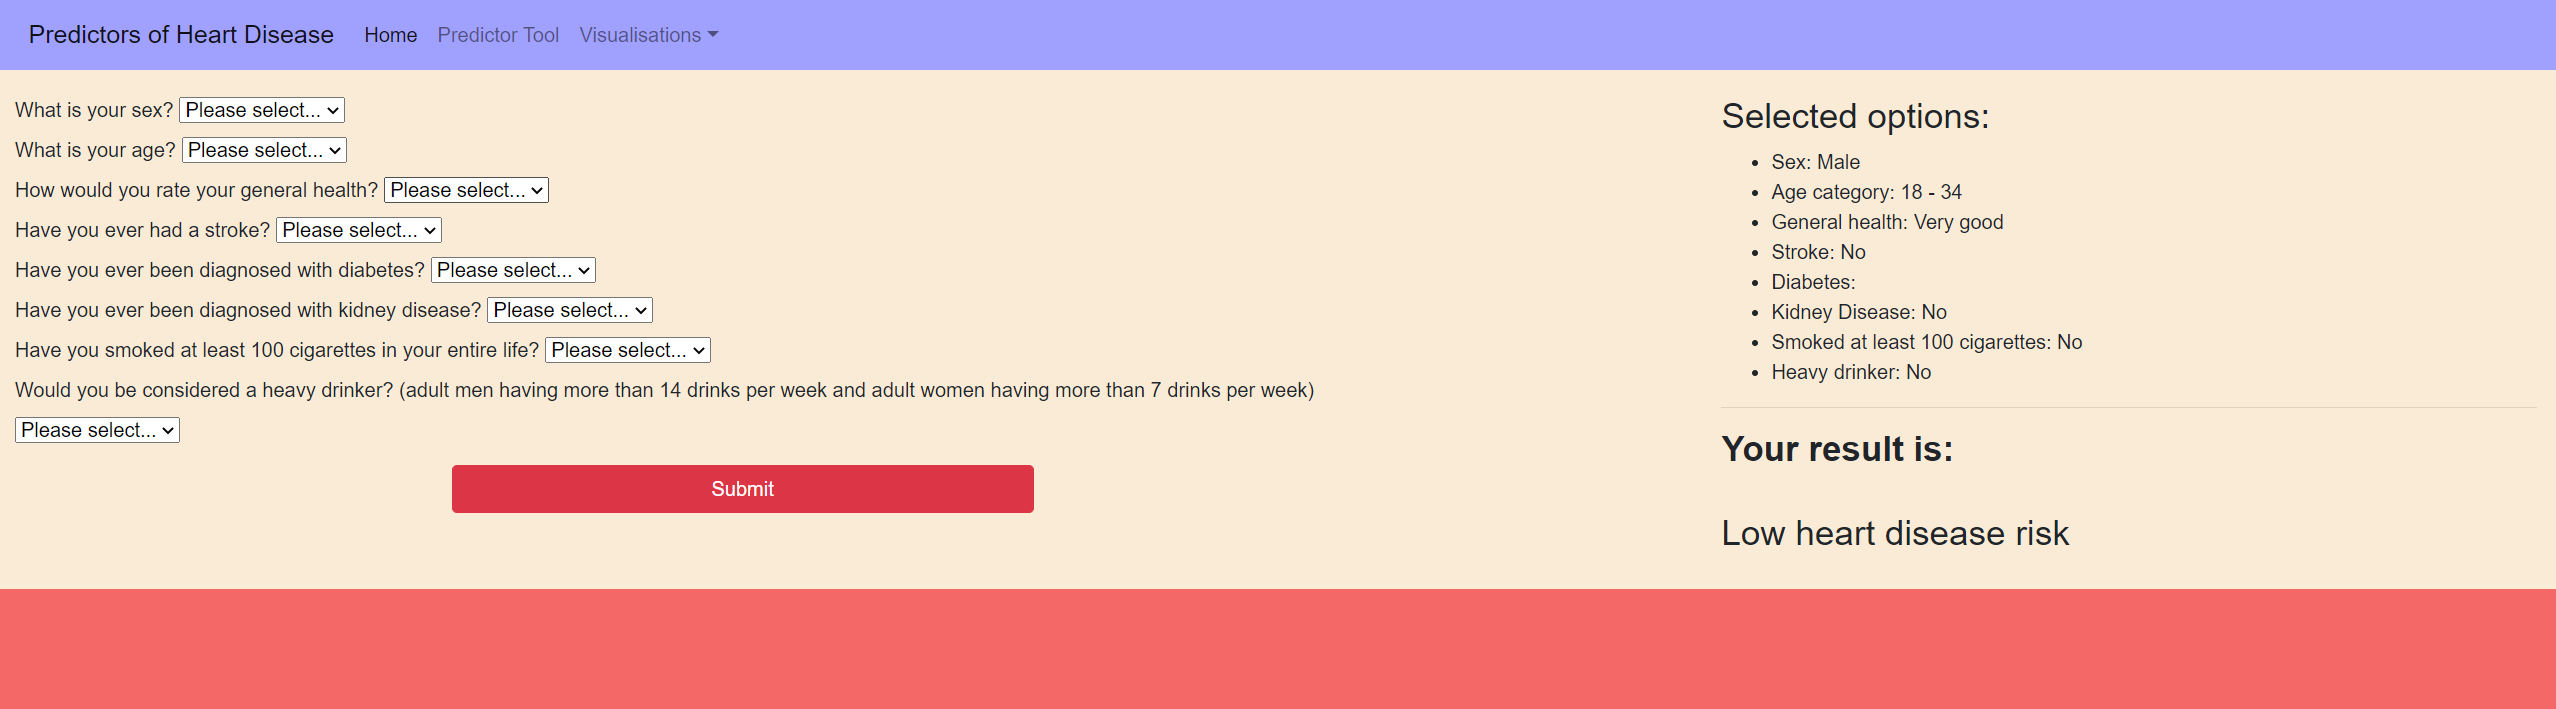 Predictors of Heart Disease Home Predictor Tool Visualisations
What is your sex? Please select...
What is your age? Please select...
How would you rate your general health? Please select...
Have you ever had a stroke? Please select...
Have you ever been diagnosed with diabetes? Please select...
Have you ever been diagnosed with kidney disease? Please select...
Have you smoked at least 100 cigarettes in your entire life? Please select...
Would you be considered a heavy drinker? (adult men having more than 14 drinks per week and adult women having more than 7 drinks per week)
Please select...
Submit
Selected options:
• Sex: Male
• Age category: 18 - 34
• General health: Very good
• Stroke: No
• Diabetes:
• Kidney Disease: No
• Smoked at least 100 cigarettes: No
• Heavy drinker: No
Your result is:
Low heart disease risk